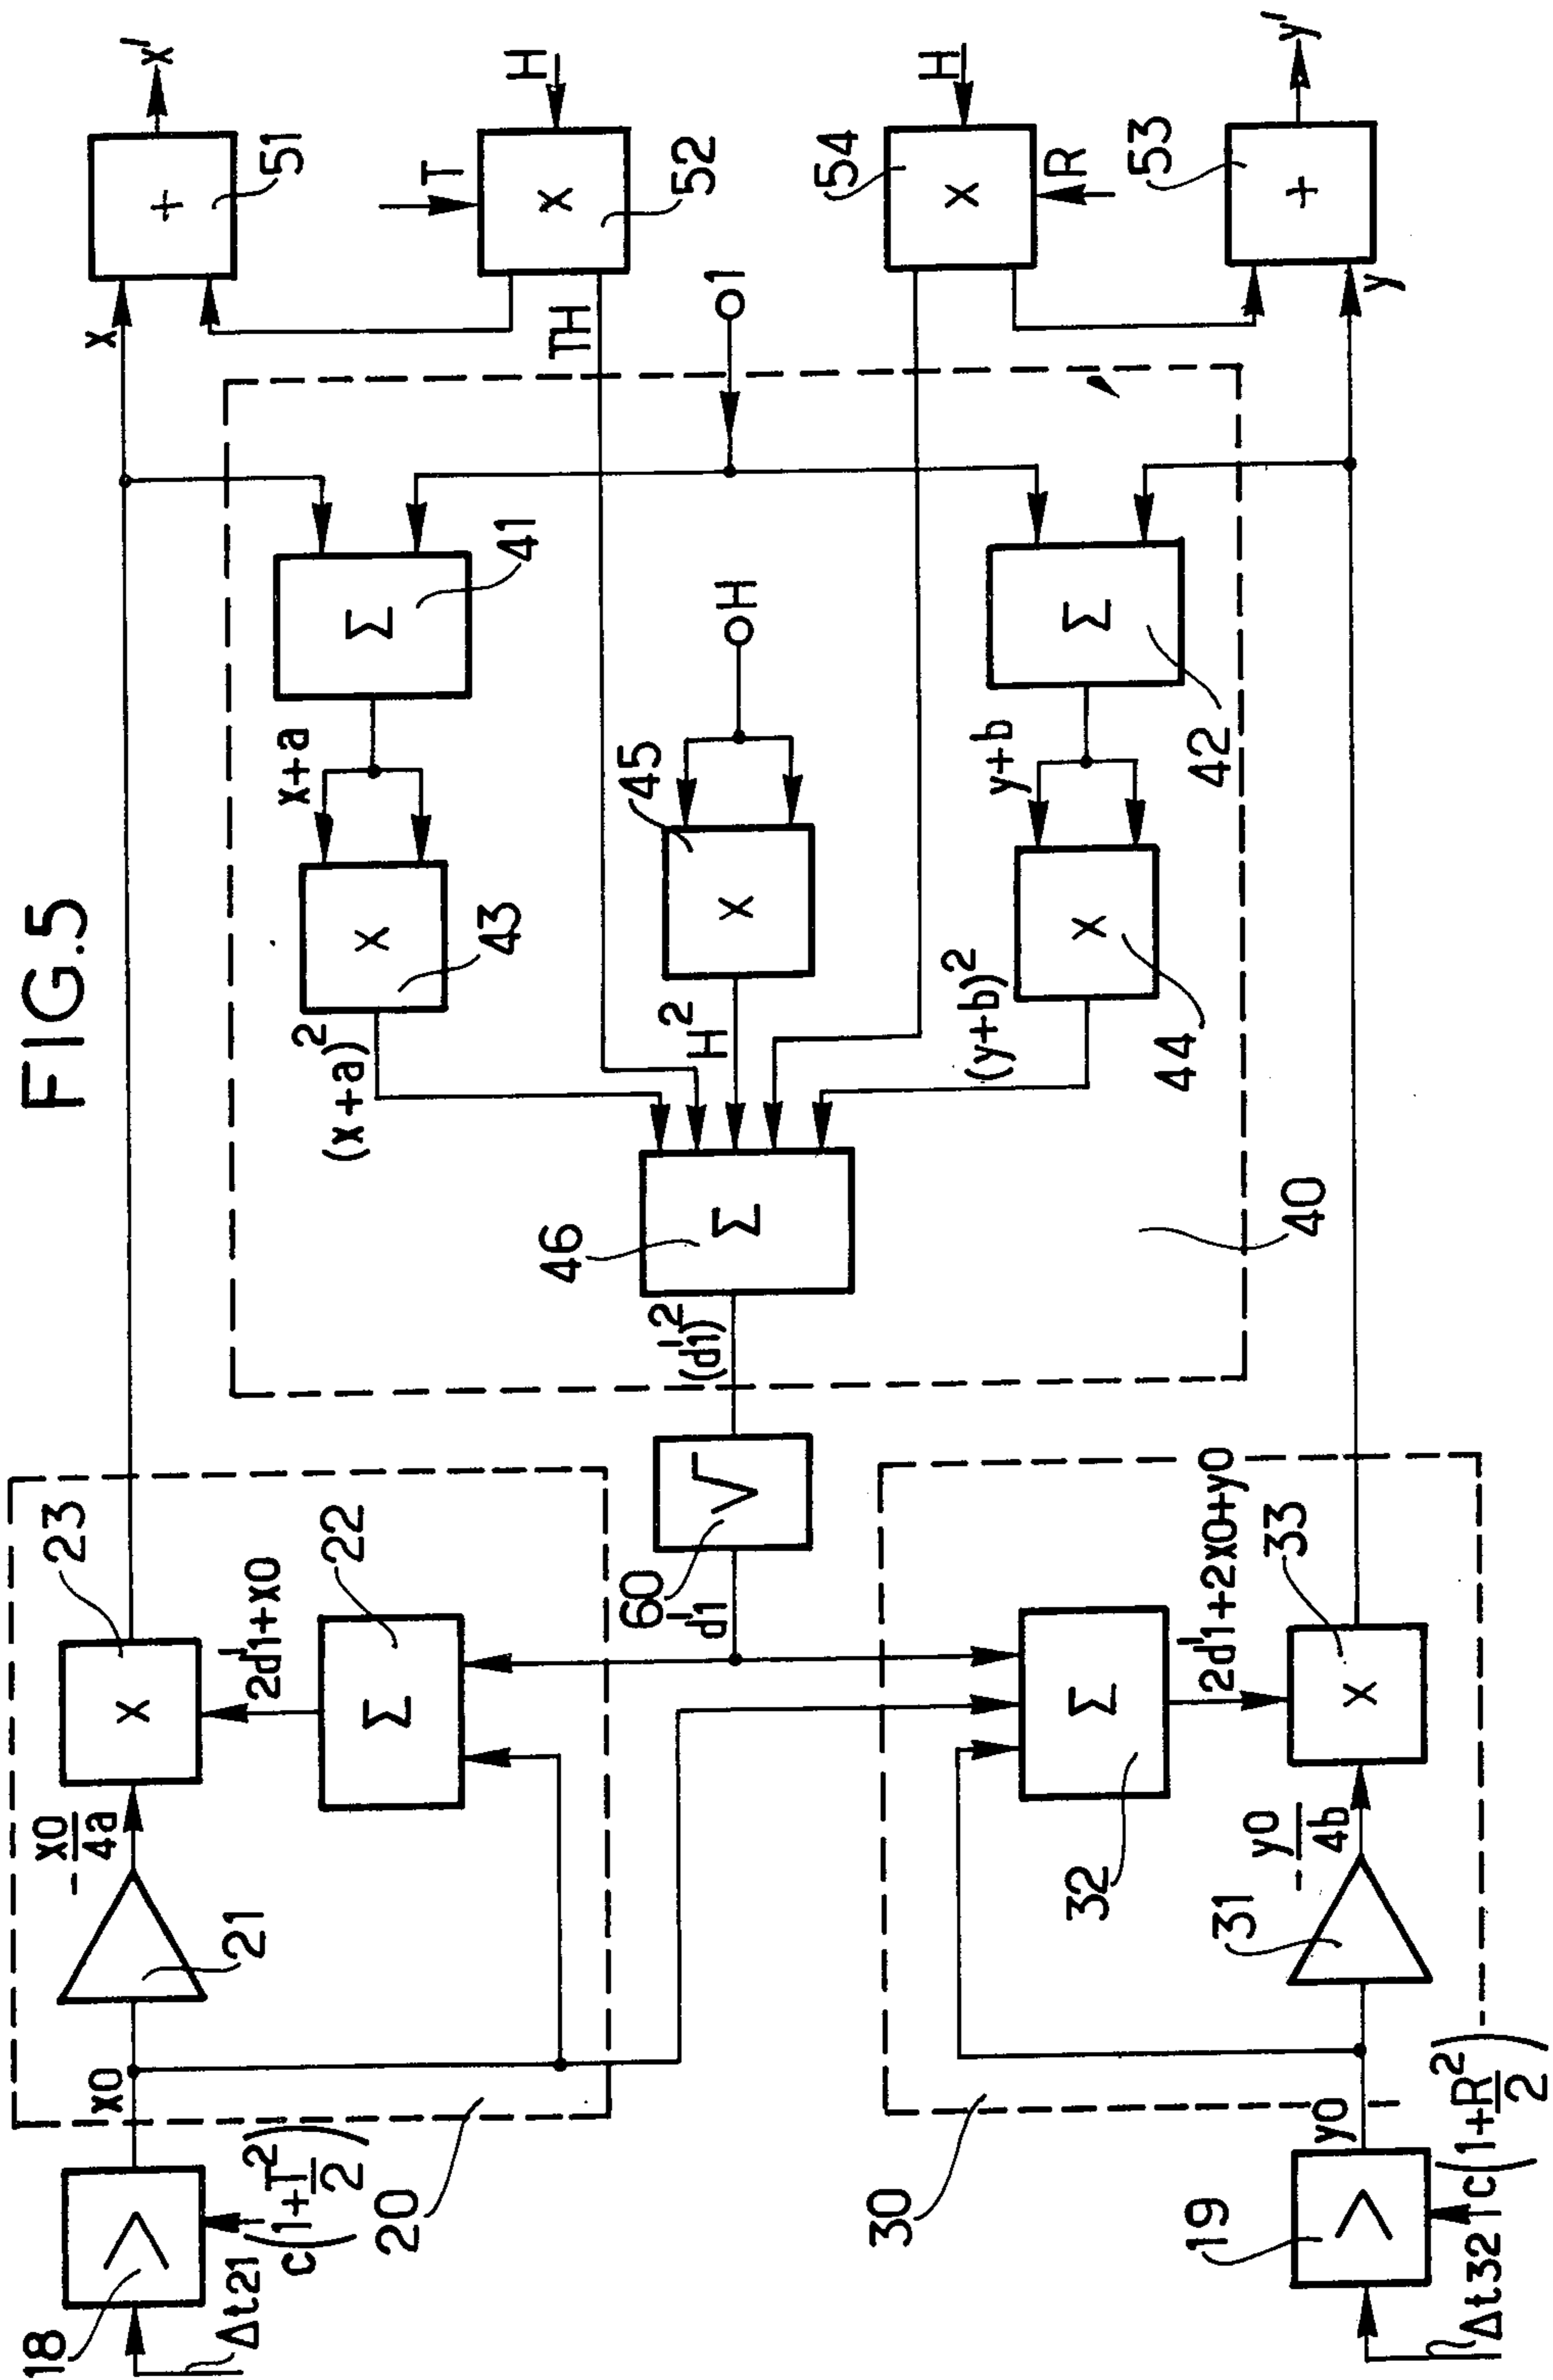 FIG.5
18
Δt21
c(1+T²/2)
x0
20
21
-x0/4a
23
2d'1+x0
22
Σ
X
x
+
x'
51
T
H
X
52
TH
1
41
Σ
x+a
X
43
(x+a)²
45
X
H
H²
46
Σ
(d'1)²
√
60
d'1
40
(y+b)²
X
44
y+b
Σ
42
54
X
H
R
53
+
y'
y
30
32
Σ
2d'1+2x0+y0
33
X
-y0/4b
31
y0
19
c(1+R²/2)
Δt32